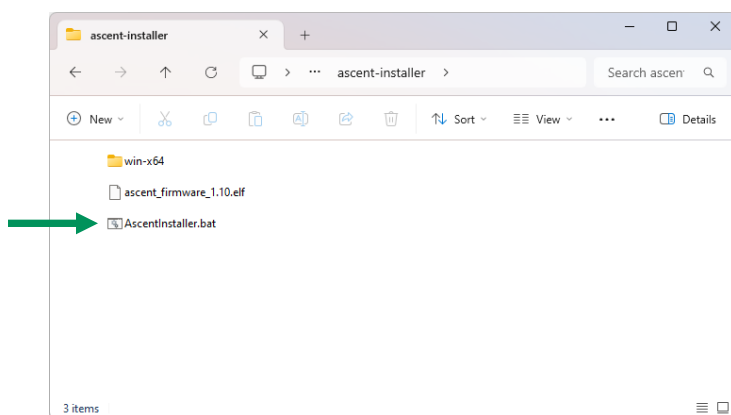 ascent-installer
ascent-installer
Search ascen
New
Sort
View
Details
win-x64
ascent_firmware_1.10.elf
AscentInstaller.bat
3 items